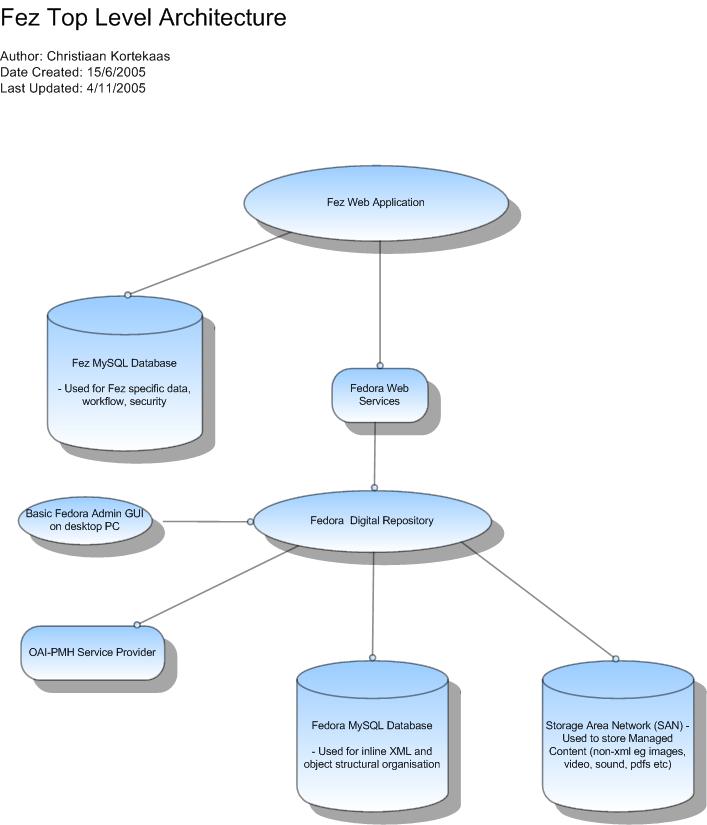 Fez Top Level Architecture
Author: Christiaan Kortekaas
Date Created: 15/6/2005
Last Updated: 4/11/2005
Fez Web Application
Fez MySQL Database
- Used for Fez specific data,
workflow, security
Fedora Web
Services
Basic Fedora Admin GUI
on desktop PC
Fedora Digital Repository
OAI-PMH Service Provider
Fedora MySQL Database
- Used for inline XML and
object structural organisation
Storage Area Network (SAN) -
Used to store Managed
Content (non-xml eg images,
video, sound, pdfs etc)